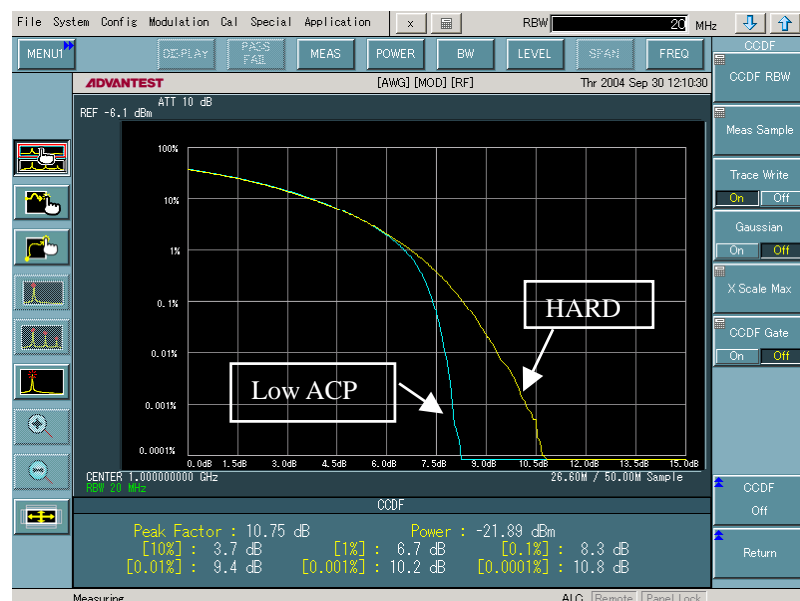 File System Config Modulation Cal Special Application x RBW 20 MHz
MENU1 DISPLAY PASS FAIL MEAS POWER BW LEVEL SPAN FREQ CCDF
ADVANTEST [AWG] [MOD] [RF] Thr 2004 Sep 30 12:10:30
ATT 10 dB
REF -6.1 dBm
100%
10%
1%
0.1%
0.01%
0.001%
0.0001%
HARD
Low ACP
0.0dB 1.5dB 3.0dB 4.5dB 6.0dB 7.5dB 9.0dB 10.5dB 12.0dB 13.5dB 15.0dB
CENTER 1.000000000 GHz 26.60M / 50.00M Sample
RBW 20 MHz
CCDF
Peak Factor : 10.75 dB Power : -21.89 dBm
[10%] : 3.7 dB [1%] : 6.7 dB [0.1%] : 8.3 dB
[0.01%] : 9.4 dB [0.001%] : 10.2 dB [0.0001%] : 10.8 dB
CCDF RBW
Meas Sample
Trace Write
On Off
Gaussian
On Off
X Scale Max
CCDF Gate
On Off
CCDF
Off
Return
Measuring ALC Remote Panel Lock